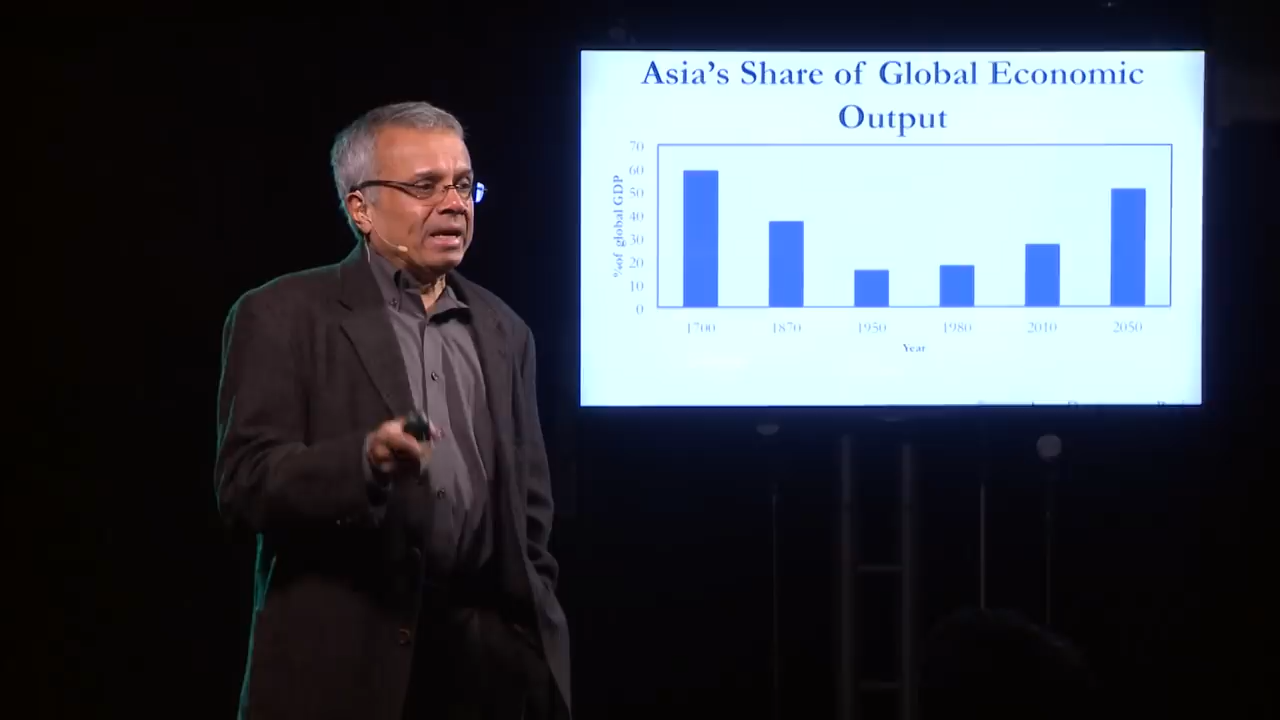 Asia's Share of Global Economic
Output
70
60
50
40
30
20
10
0
%of global GDP
1700 1870 1950 1980 2010 2050
Year